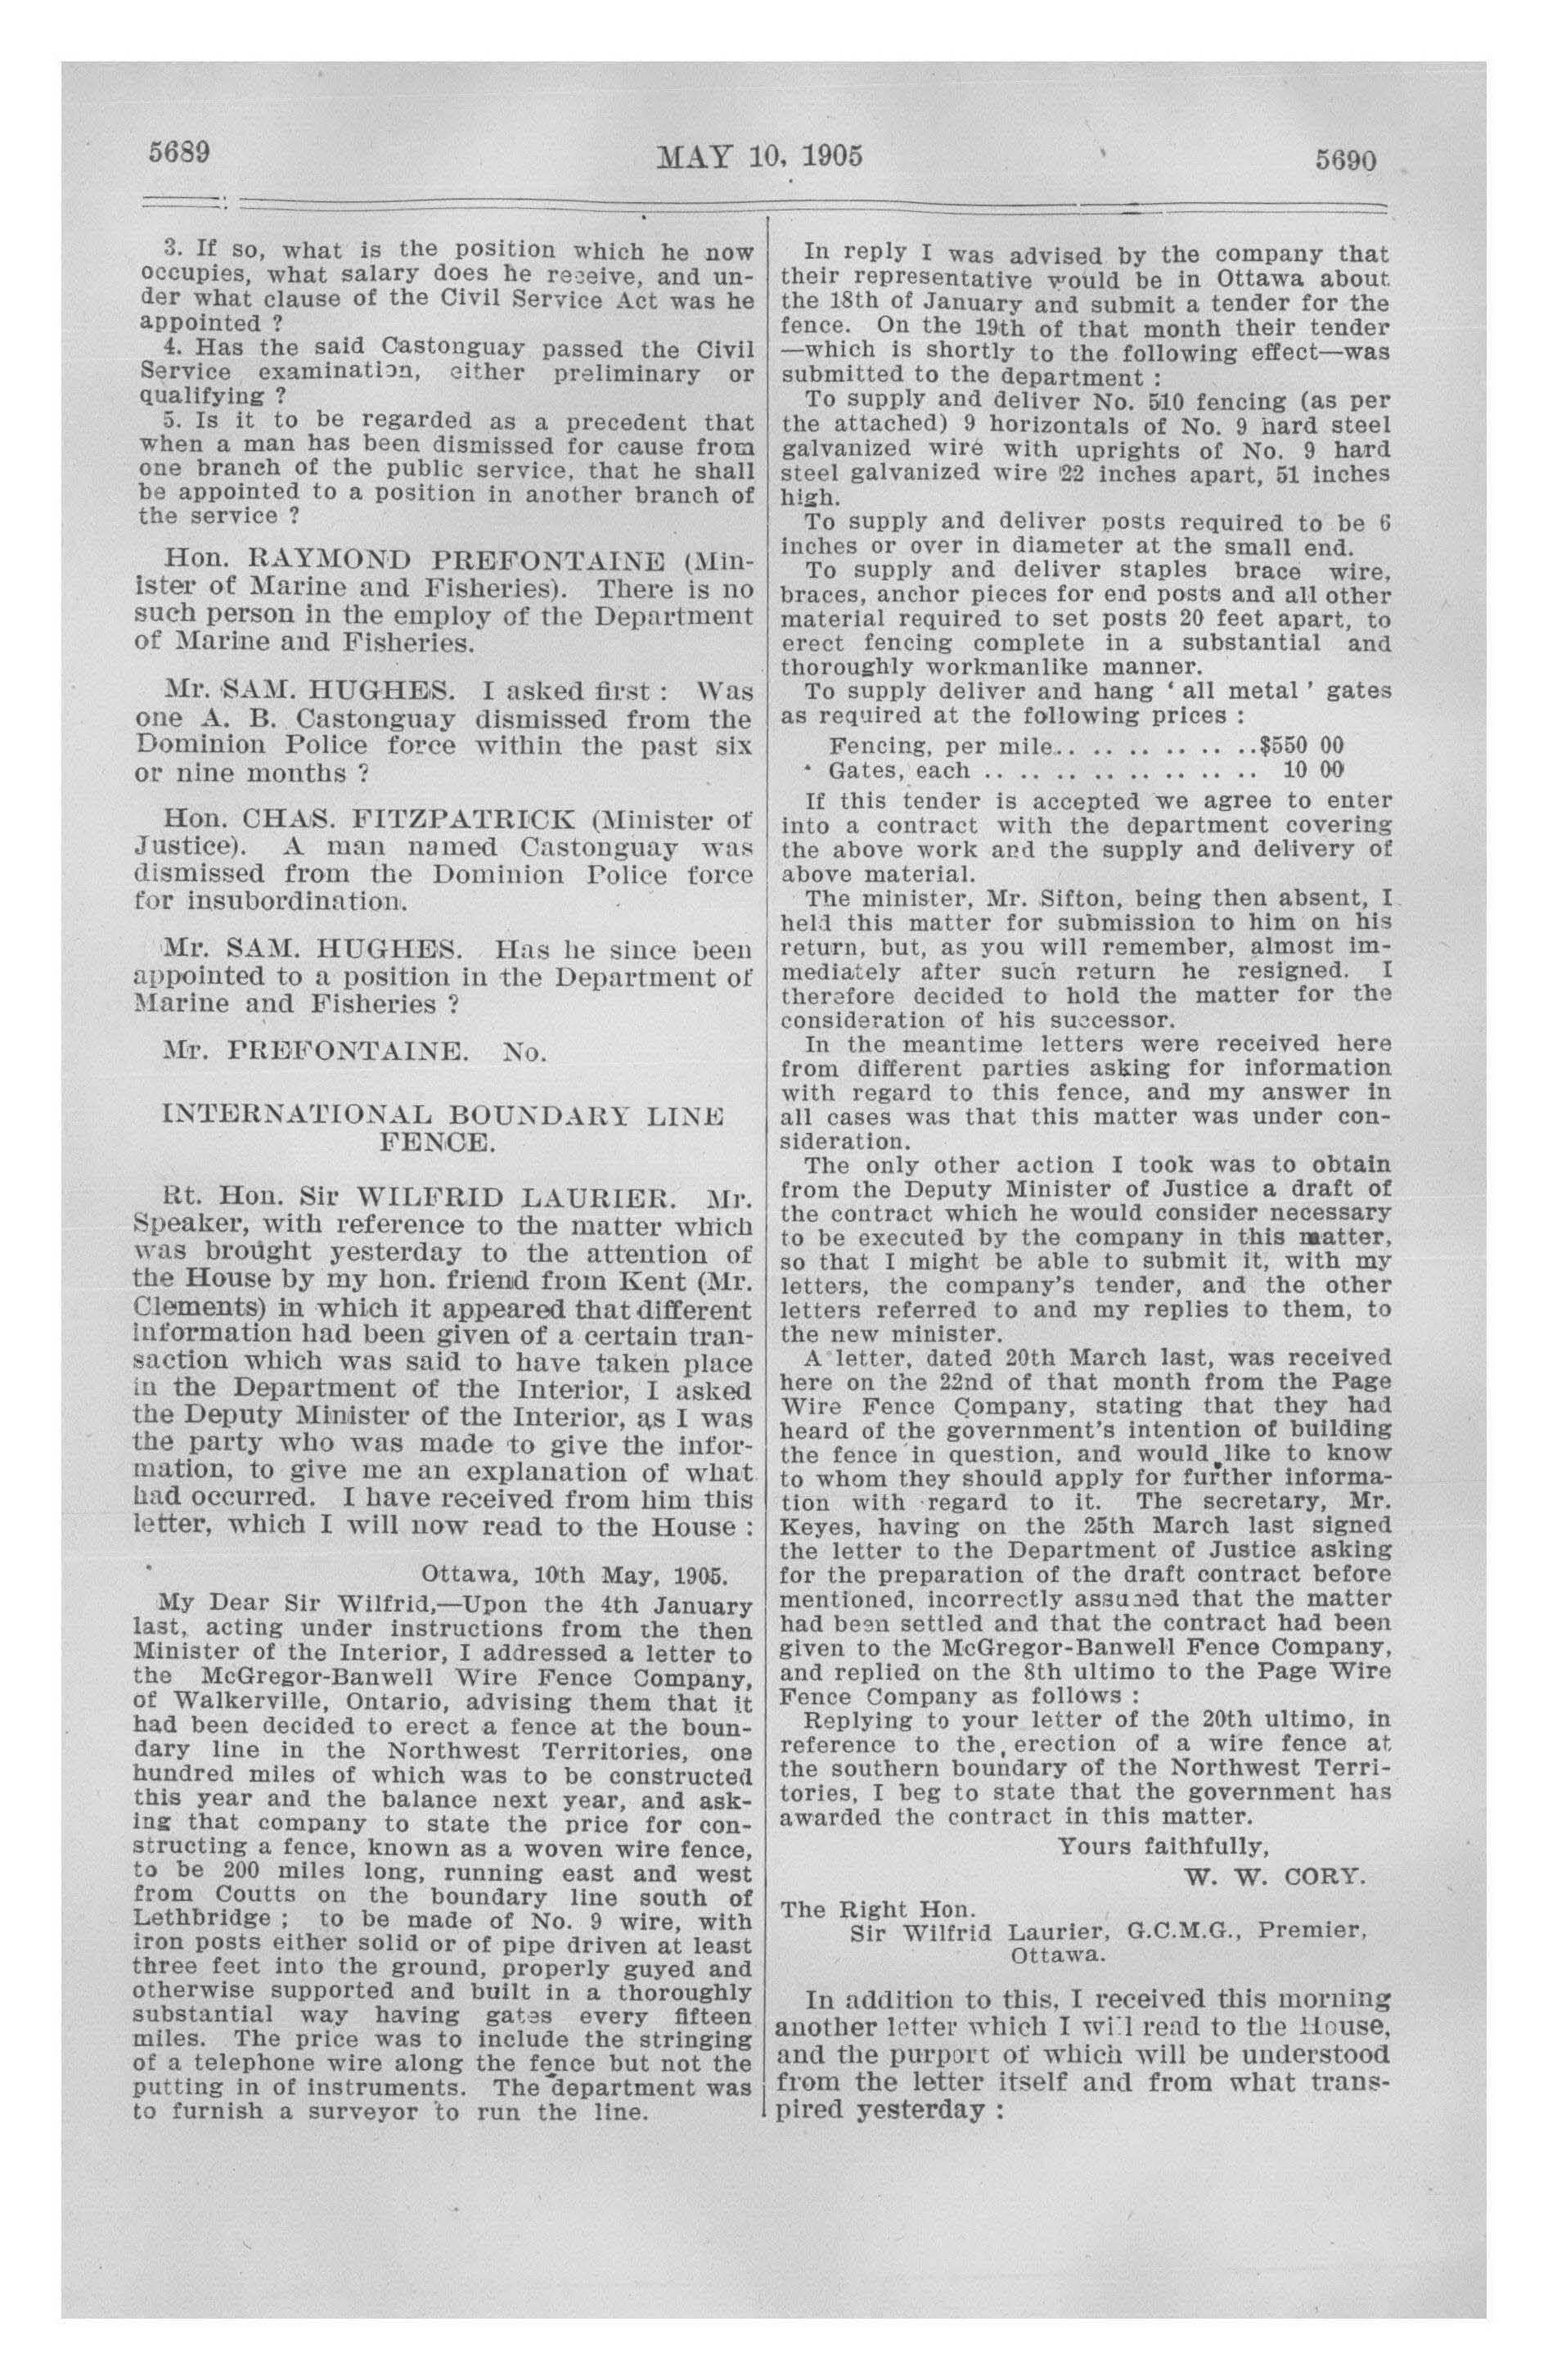 5689
MAY 10, 1905
5690
3. If so, what is the position which he now
occupies, what salary does he receive, and un-
der what clause of the Civil Service Act was he
appointed ?
4. Has the said Castonguay passed the Civil
Service examination, either preliminary or
qualifying ?
5. Is it to be regarded as a precedent that
when a man has been dismissed for cause from
one branch of the public service, that he shall
be appointed to a position in another branch of
the service ?
Hon. RAYMOND PREFONTAINE (Min-
ister of Marine and Fisheries). There is no
such person in the employ of the Department
of Marine and Fisheries.
Mr. SAM. HUGHES. I asked first : Was
one A. B. Castonguay dismissed from the
Dominion Police force within the past six
or nine months ?
Hon. CHAS. FITZPATRICK (Minister of
Justice). A man named Castonguay was
dismissed from the Dominion Police force
for insubordination.
Mr. SAM. HUGHES. Has he since been
appointed to a position in the Department of
Marine and Fisheries ?
Mr. PREFONTAINE. No.
INTERNATIONAL BOUNDARY LINE
FENCE.
Rt. Hon. Sir WILFRID LAURIER. Mr.
Speaker, with reference to the matter which
was brought yesterday to the attention of
the House by my hon. friend from Kent (Mr.
Clements) in which it appeared that different
information had been given of a certain tran-
saction which was said to have taken place
in the Department of the Interior, I asked
the Deputy Minister of the Interior, as I was
the party who was made to give the infor-
mation, to give me an explanation of what
had occurred. I have received from him this
letter, which I will now read to the House :
Ottawa, 10th May, 1905.
My Dear Sir Wilfrid,—Upon the 4th January
last, acting under instructions from the then
Minister of the Interior, I addressed a letter to
the McGregor-Banwell Wire Fence Company,
of Walkerville, Ontario, advising them that it
had been decided to erect a fence at the boun-
dary line in the Northwest Territories, one
hundred miles of which was to be constructed
this year and the balance next year, and ask-
ing that company to state the price for con-
structing a fence, known as a woven wire fence,
to be 200 miles long, running east and west
from Coutts on the boundary line south of
Lethbridge ; to be made of No. 9 wire, with
iron posts either solid or of pipe driven at least
three feet into the ground, properly guyed and
otherwise supported and built in a thoroughly
substantial way having gates every fifteen
miles. The price was to include the stringing
of a telephone wire along the fence but not the
putting in of instruments. The department was
to furnish a surveyor to run the line.
In reply I was advised by the company that
their representative would be in Ottawa about
the 18th of January and submit a tender for the
fence. On the 19th of that month their tender
—which is shortly to the following effect—was
submitted to the department :
To supply and deliver No. 510 fencing (as per
the attached) 9 horizontals of No. 9 hard steel
galvanized wire with uprights of No. 9 hard
steel galvanized wire 22 inches apart, 51 inches
high.
To supply and deliver posts required to be 6
inches or over in diameter at the small end.
To supply and deliver staples brace wire,
braces, anchor pieces for end posts and all other
material required to set posts 20 feet apart, to
erect fencing complete in a substantial and
thoroughly workmanlike manner.
To supply deliver and hang ‘ all metal ’ gates
as required at the following prices :
Fencing, per mile.. .. .. .. .. .. ..$550 00
Gates, each .. .. .. .. .. .. .. .. 10 00
If this tender is accepted we agree to enter
into a contract with the department covering
the above work and the supply and delivery of
above material.
The minister, Mr. Sifton, being then absent, I
held this matter for submission to him on his
return, but, as you will remember, almost im-
mediately after such return he resigned. I
therefore decided to hold the matter for the
consideration of his successor.
In the meantime letters were received here
from different parties asking for information
with regard to this fence, and my answer in
all cases was that this matter was under con-
sideration.
The only other action I took was to obtain
from the Deputy Minister of Justice a draft of
the contract which he would consider necessary
to be executed by the company in this matter,
so that I might be able to submit it, with my
letters, the company's tender, and the other
letters referred to and my replies to them, to
the new minister.
A letter, dated 20th March last, was received
here on the 22nd of that month from the Page
Wire Fence Company, stating that they had
heard of the government's intention of building
the fence in question, and would like to know
to whom they should apply for further informa-
tion with regard to it. The secretary, Mr.
Keyes, having on the 25th March last signed
the letter to the Department of Justice asking
for the preparation of the draft contract before
mentioned, incorrectly assumed that the matter
had been settled and that the contract had been
given to the McGregor-Banwell Fence Company,
and replied on the 8th ultimo to the Page Wire
Fence Company as follows :
Replying to your letter of the 20th ultimo, in
reference to the erection of a wire fence at
the southern boundary of the Northwest Terri-
tories, I beg to state that the government has
awarded the contract in this matter.
Yours faithfully,
W. W. CORY.
The Right Hon.
Sir Wilfrid Laurier, G.C.M.G., Premier,
Ottawa.
In addition to this, I received this morning
another letter which I will read to the House,
and the purport of which will be understood
from the letter itself and from what trans-
pired yesterday :